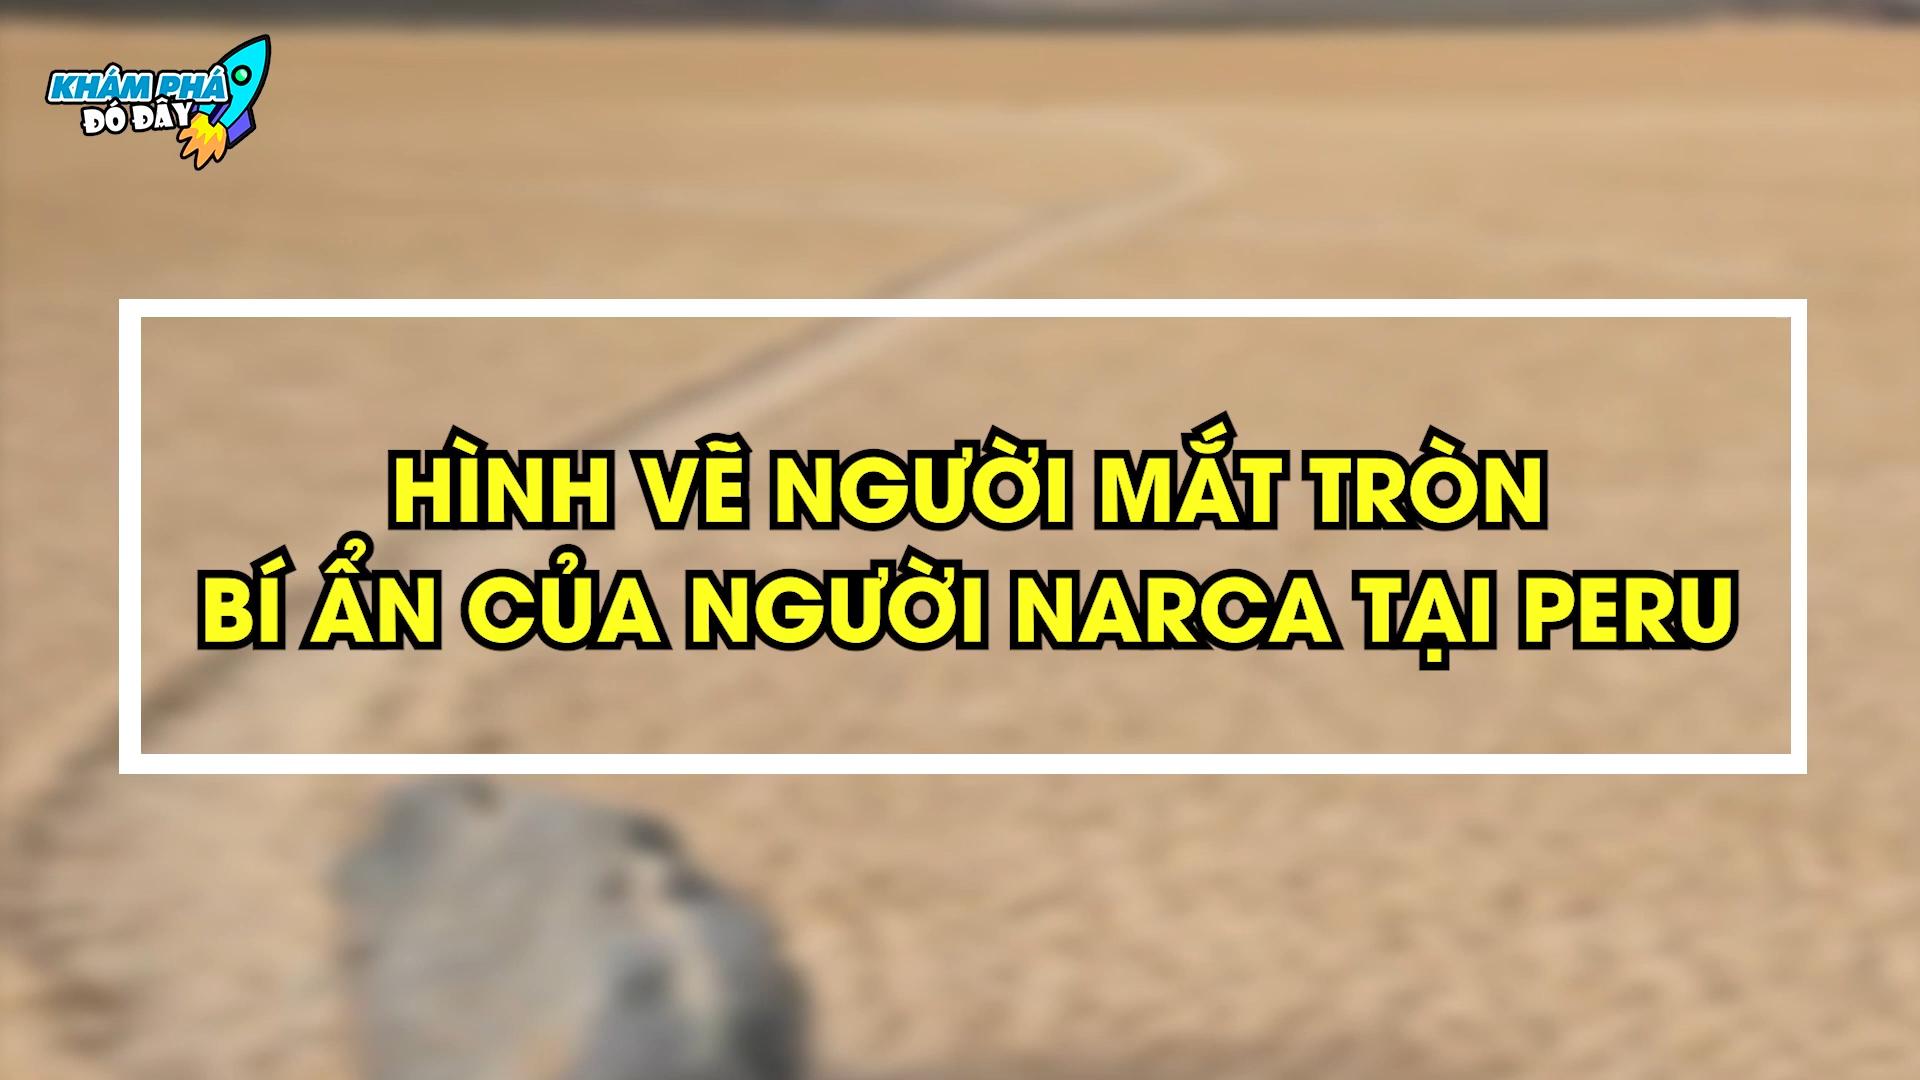 KHÁM PHÁ
ĐÓ ĐÂY
HÌNH VẼ NGƯỜI MẮT TRÒN
BÍ ẨN CỦA NGƯỜI NARCA TẠI PERU